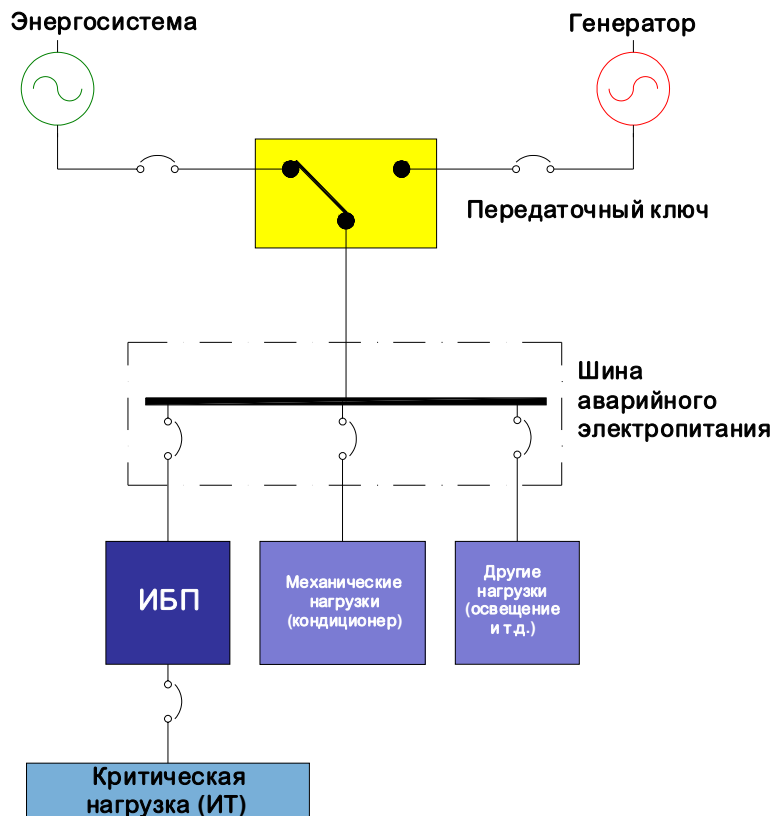 Энергосистема
Генератор
Передаточный ключ
Шина
аварийного
электропитания
ИБП
Механические
нагрузки
(кондиционер)
Другие
нагрузки
(освещение
и т.д.)
Критическая
нагрузка (ИТ)